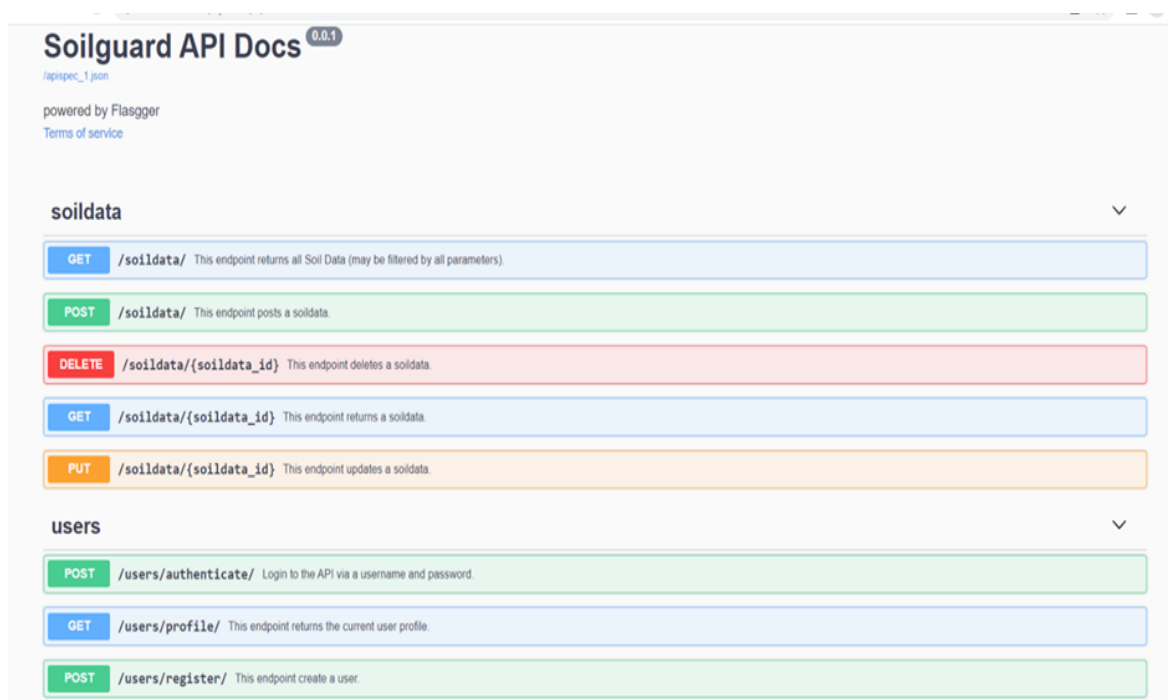 Soilguard API Docs 0.0.1
/apispec_1.json
powered by Flasgger
Terms of service
soildata
GET /soildata/ This endpoint returns all Soil Data (may be filtered by all parameters).
POST /soildata/ This endpoint posts a soildata.
DELETE /soildata/{soildata_id} This endpoint deletes a soildata.
GET /soildata/{soildata_id} This endpoint returns a soildata.
PUT /soildata/{soildata_id} This endpoint updates a soildata.
users
POST /users/authenticate/ Login to the API via a username and password.
GET /users/profile/ This endpoint returns the current user profile.
POST /users/register/ This endpoint create a user.